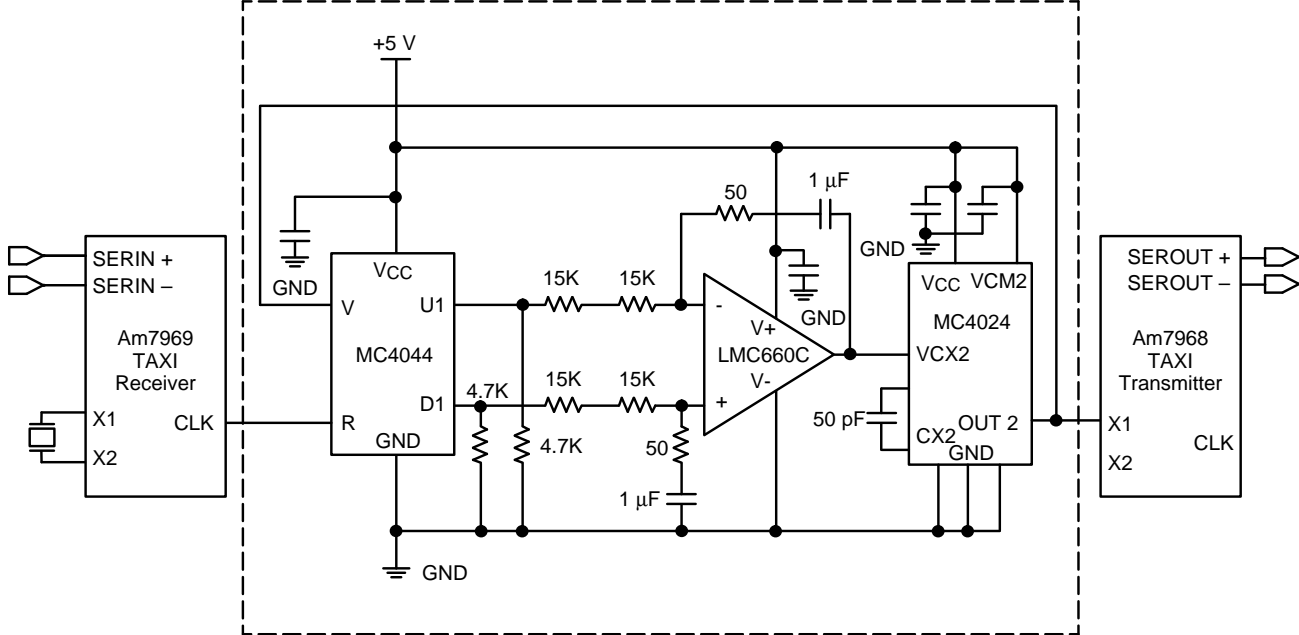 +5 V
50
1 µF
GND
GND
GND
SERIN +
SERIN –
Am7969
TAXI
Receiver
X1
X2
CLK
VCC
V
U1
MC4044
D1
R
GND
15K
15K
4.7K
15K
15K
4.7K
50
1 µF
-
V+
LMC660C
V-
+
VCC
VCM2
MC4024
VCX2
50 pF
CX2
OUT 2
GND
SEROUT +
SEROUT –
Am7968
TAXI
Transmitter
X1
X2
CLK
GND